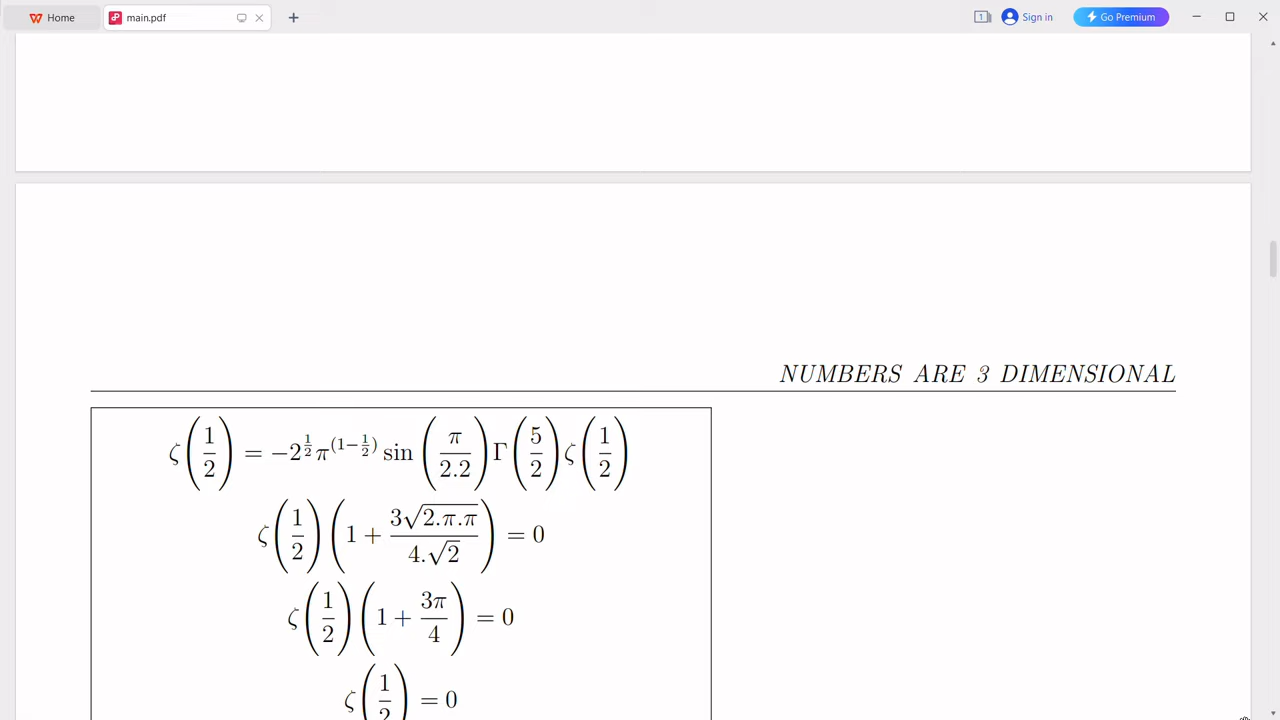 Home
main.pdf
1
Sign in
Go Premium
NUMBERS ARE 3 DIMENSIONAL
ζ(1/2) = −2^{1/2} π^{(1−1/2)} sin(π/2.2) Γ(5/2) ζ(1/2)
ζ(1/2) (1 + 3√2.π.π / 4.√2) = 0
ζ(1/2) (1 + 3π/4) = 0
ζ(1/2) = 0